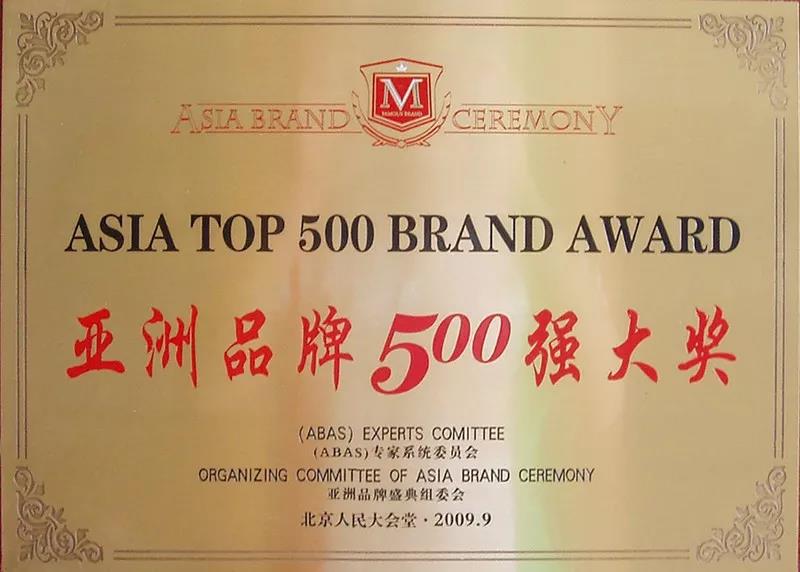 M
FAMOUS BRAND
ASIA BRAND CEREMONY
ASIA TOP 500 BRAND AWARD
亚洲品牌500强大奖
(ABAS) EXPERTS COMITTEE
(ABAS)专家系统委员会
ORGANIZING COMMITTEE OF ASIA BRAND CEREMONY
亚洲品牌盛典组委会
北京人民大会堂·2009.9